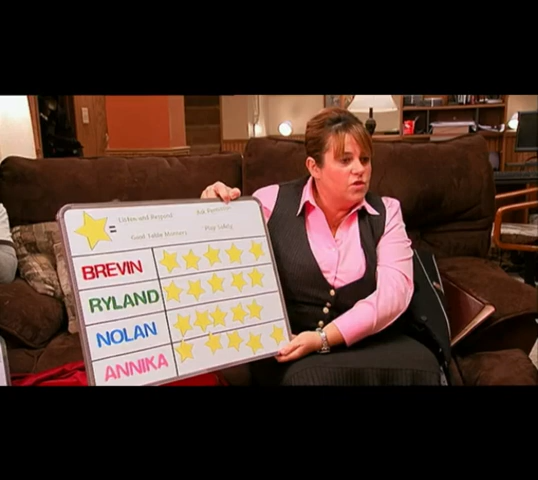 = Listen and Respond Ask Permission
Good Table Manners Play Safely
BREVIN
RYLAND
NOLAN
ANNIKA